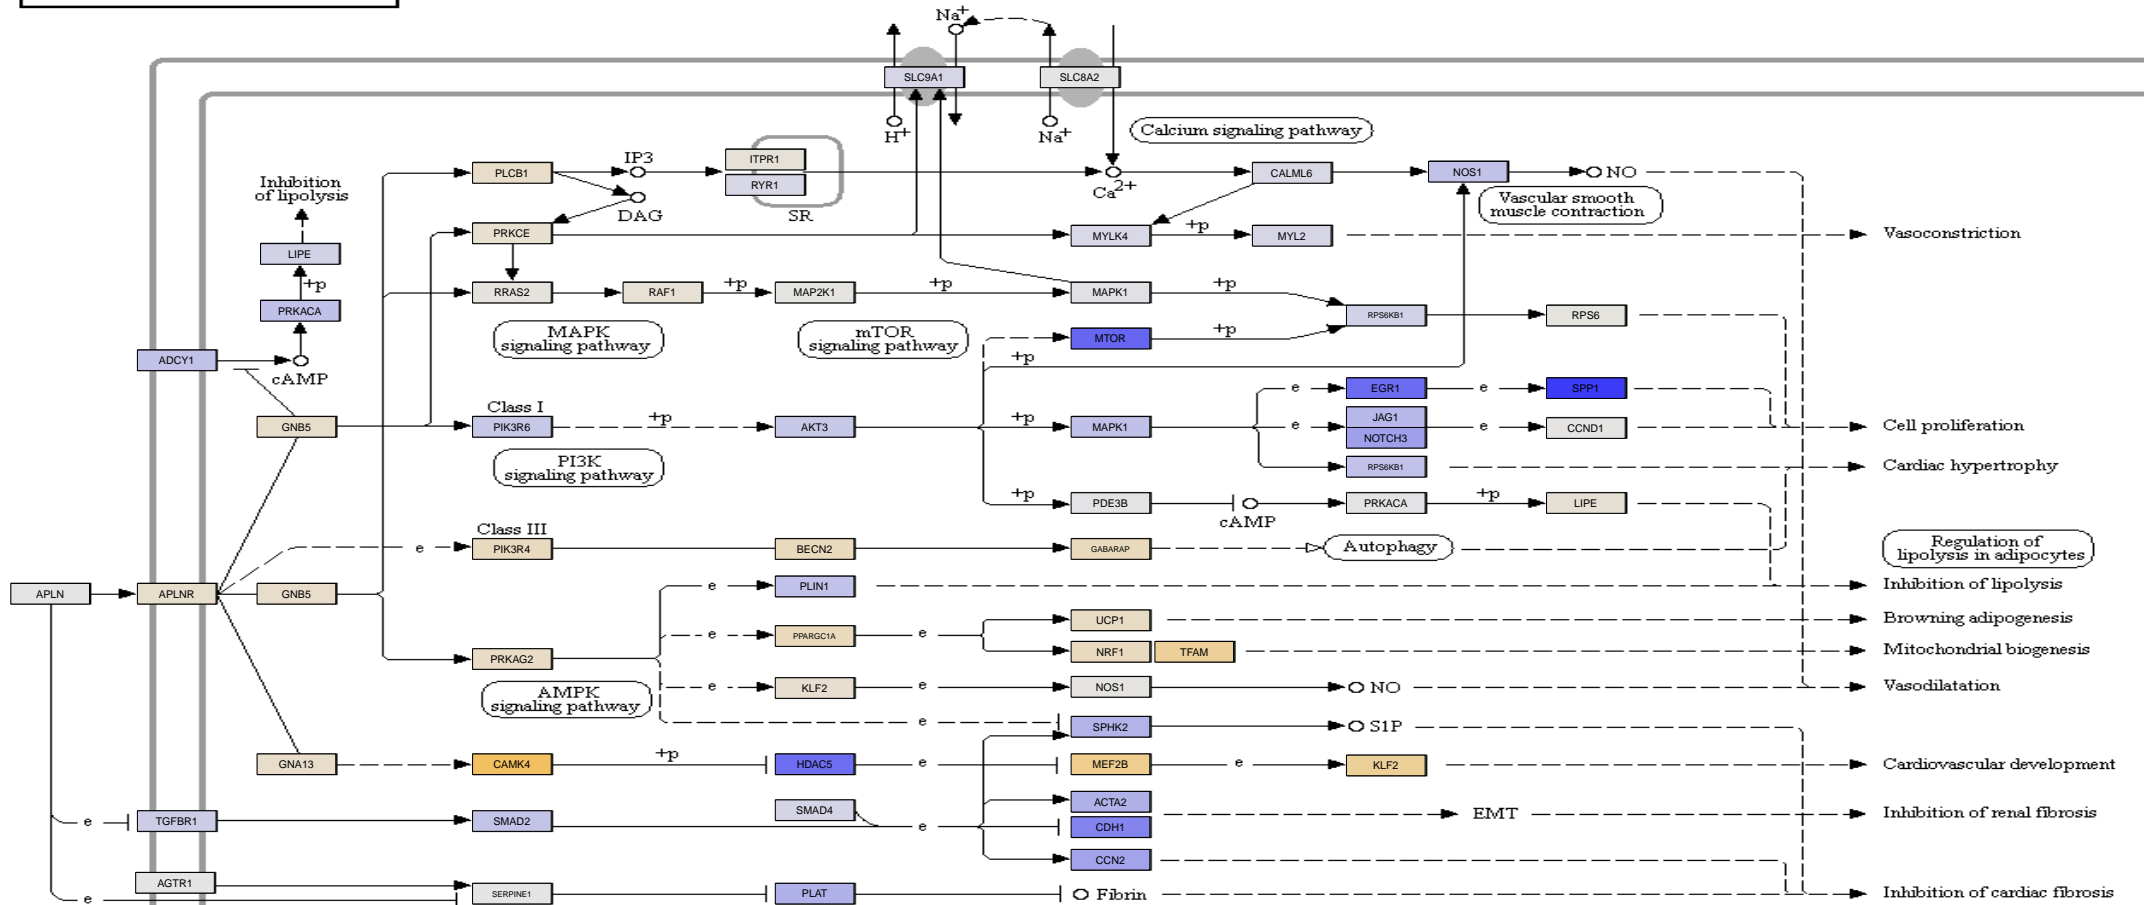 Na+
SLC9A1
SLC8A2
H+
Na+
Calcium signaling pathway
PLCB1
IP3
ITPR1
RYR1
SR
DAG
Ca2+
CALML6
NOS1
NO
Vascular smooth
muscle contraction
Inhibition
of lipolysis
LIPE
+p
PRKACA
PRKCE
MYLK4
+p
MYL2
Vasoconstriction
RRAS2
RAF1
+p
MAP2K1
+p
MAPK1
+p
RPS6KB1
RPS6
MAPK
signaling pathway
mTOR
signaling pathway
MTOR
+p
+p
ADCY1
cAMP
EGR1
e
e
SPP1
GNB5
Class I
PIK3R6
+p
AKT3
+p
MAPK1
e
JAG1
NOTCH3
e
CCND1
Cell proliferation
PI3K
signaling pathway
RPS6KB1
Cardiac hypertrophy
+p
PDE3B
cAMP
PRKACA
+p
LIPE
Class III
e
PIK3R4
BECN2
GABARAP
Autophagy
Regulation of
lipolysis in adipocytes
APLN
APLNR
GNB5
e
PLIN1
Inhibition of lipolysis
e
PPARGC1A
e
UCP1
Browning adipogenesis
NRF1
TFAM
Mitochondrial biogenesis
PRKAG2
AMPK
signaling pathway
e
KLF2
e
NOS1
NO
Vasodilatation
e
SPHK2
S1P
GNA13
CAMK4
+p
HDAC5
e
MEF2B
e
KLF2
Cardiovascular development
e
TGFBR1
SMAD2
SMAD4
e
ACTA2
CDH1
EMT
Inhibition of renal fibrosis
CCN2
AGTR1
e
SERPINE1
PLAT
Fibrin
Inhibition of cardiac fibrosis